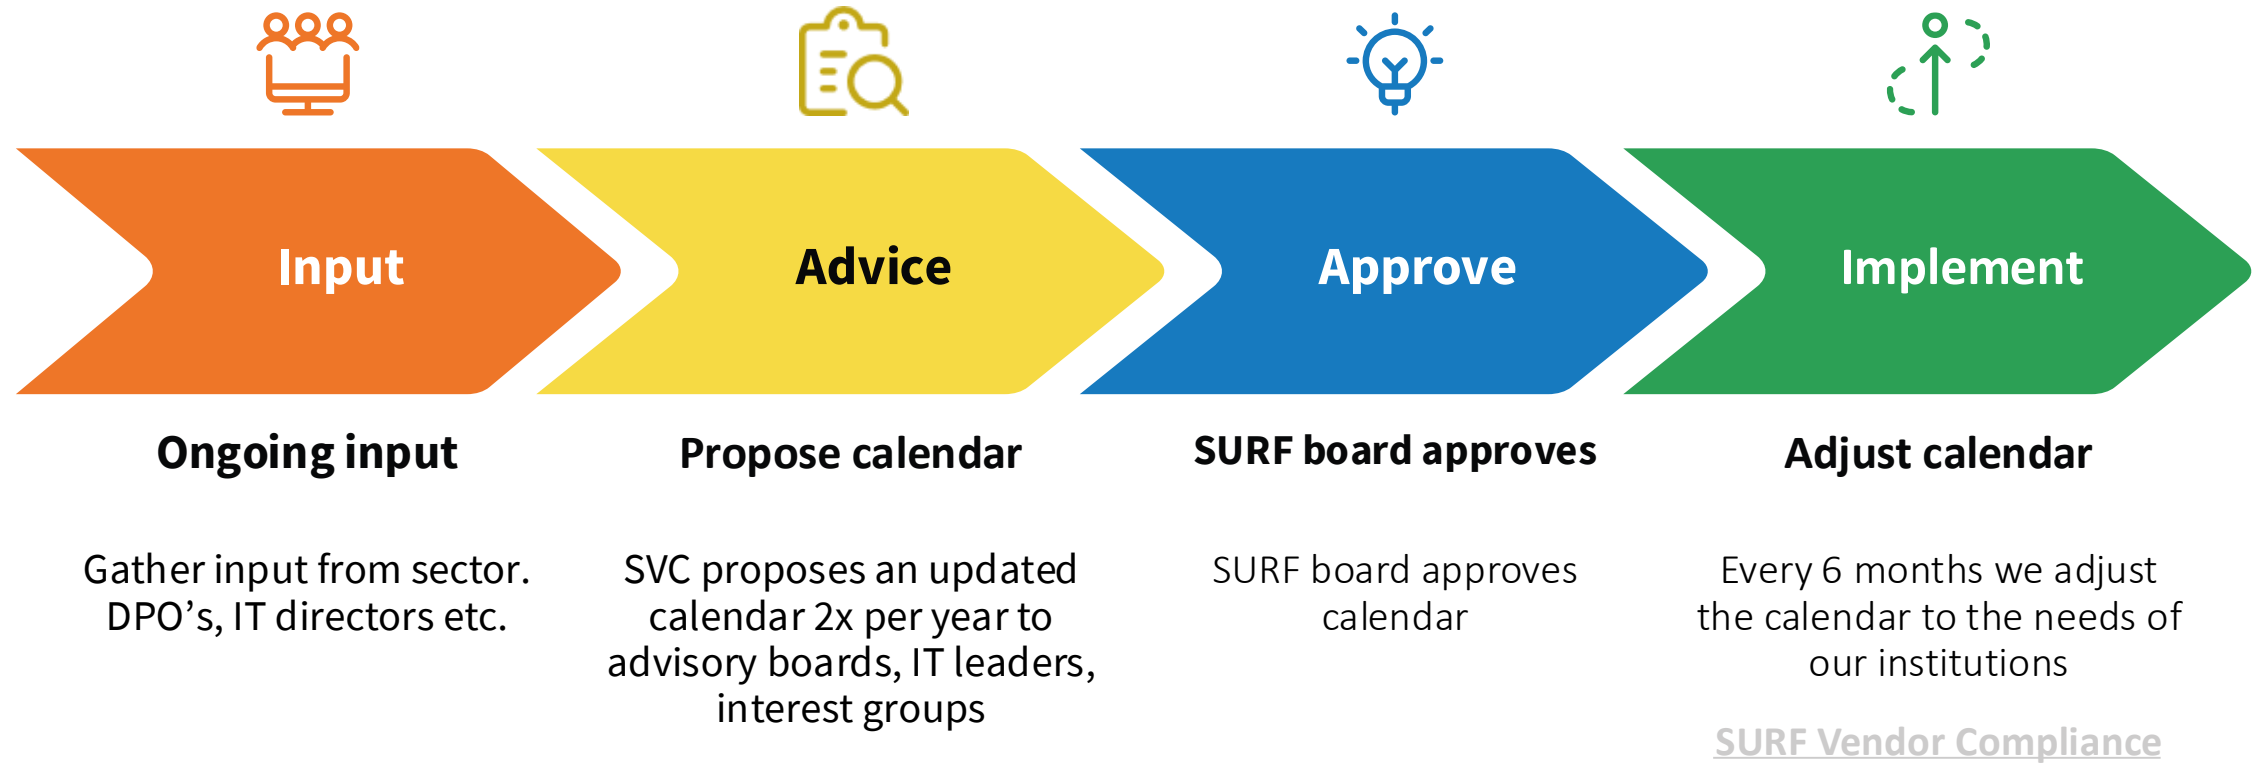 Input
Advice
Approve
Implement
Ongoing input
Gather input from sector.
DPO’s, IT directors etc.
Propose calendar
SVC proposes an updated
calendar 2x per year to
advisory boards, IT leaders,
interest groups
SURF board approves
SURF board approves
calendar
Adjust calendar
Every 6 months we adjust
the calendar to the needs of
our institutions
SURF Vendor Compliance